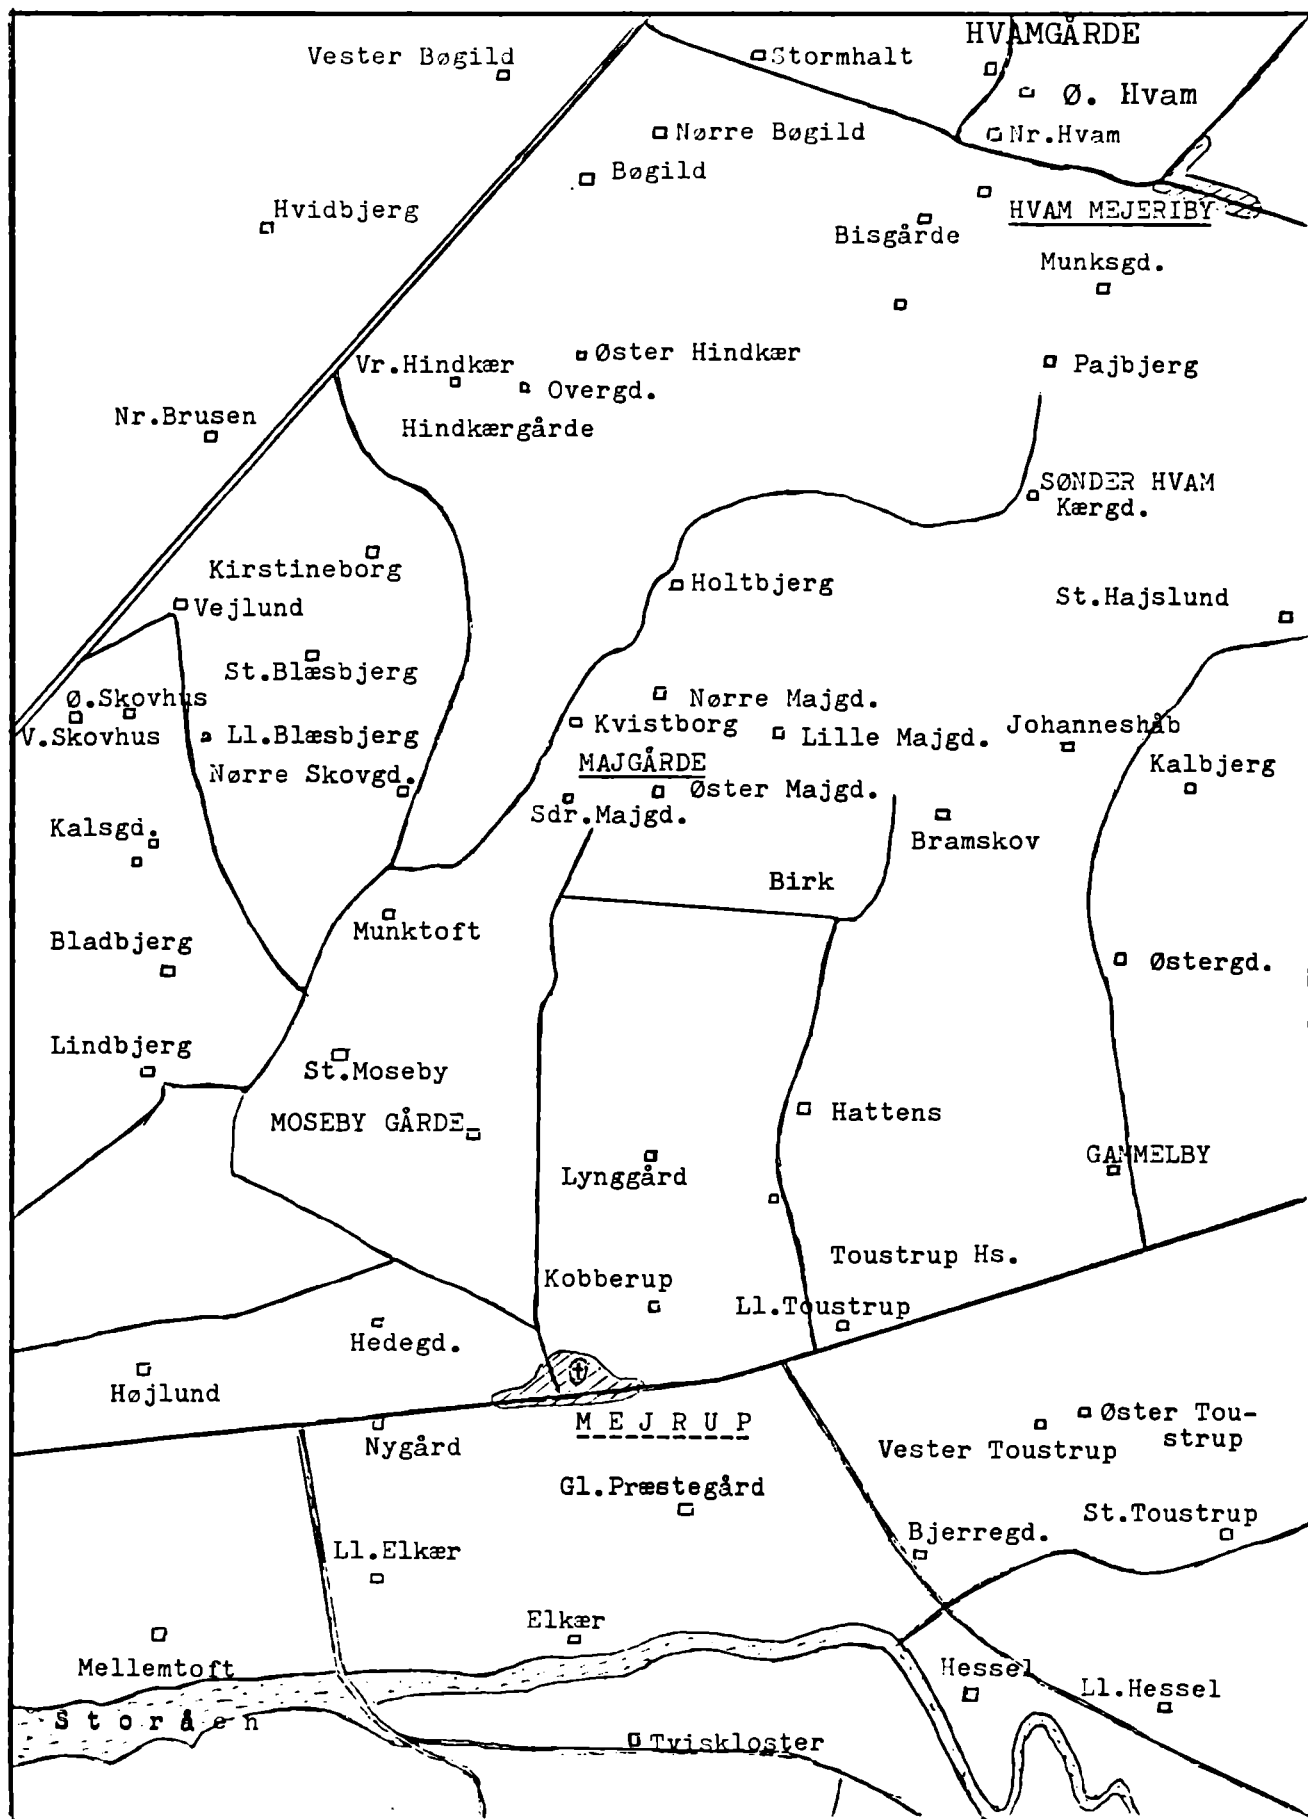 HVAMGÅRDE
Vester Bøgild
Stormhalt
Ø. Hvam
Nørre Bøgild
Nr.Hvam
Bøgild
Hvidbjerg
HVAM MEJERIBY
Bisgårde
Munksgd.
Øster Hindkær
Vr.Hindkær
Pajbjerg
Overgd.
Nr.Brusen
Hindkærgårde
SØNDER HVAM
Kærgd.
Kirstineborg
Holtbjerg
Vejlund
St.Hajslund
St.Blæsbjerg
Ø.Skovhus
Nørre Majgd.
V.Skovhus
Ll.Blæsbjerg
Kvistborg
Lille Majgd.
Johanneshåb
MAJGÅRDE
Kalbjerg
Nørre Skovgd.
Øster Majgd.
Sdr.Majgd.
Kalsgd.
Bramskov
Birk
Munktoft
Bladbjerg
Østergd.
Lindbjerg
St.Moseby
MOSEBY GÅRDE
Hattens
GAMMELBY
Lynggård
Toustrup Hs.
Kobberup
Ll.Toustrup
Hedegd.
Højlund
MEJRUP
Øster Tou-
strup
Nygård
Vester Toustrup
Gl.Præstegård
St.Toustrup
Bjerregd.
Ll.Elkær
Elkær
Mellemtoft
Hessel
Ll.Hessel
Storåen
Tviskloster